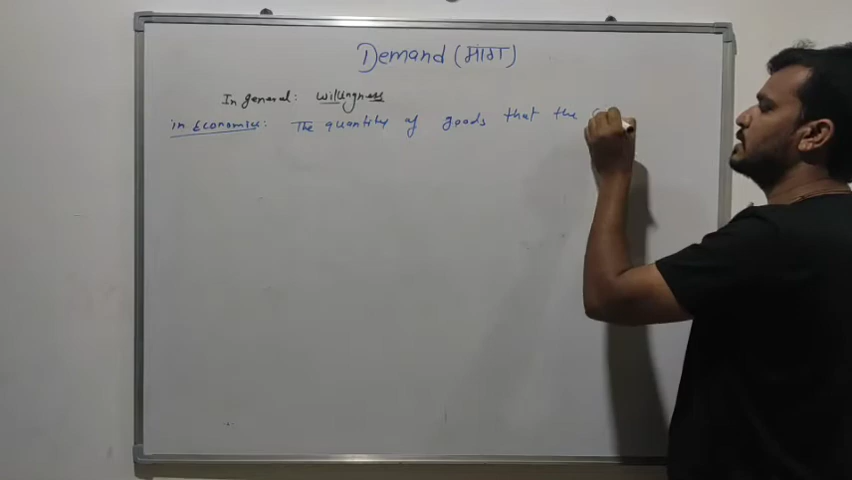 Demand (मांग)
In general: willingness
in Economics: The quantity of goods that the